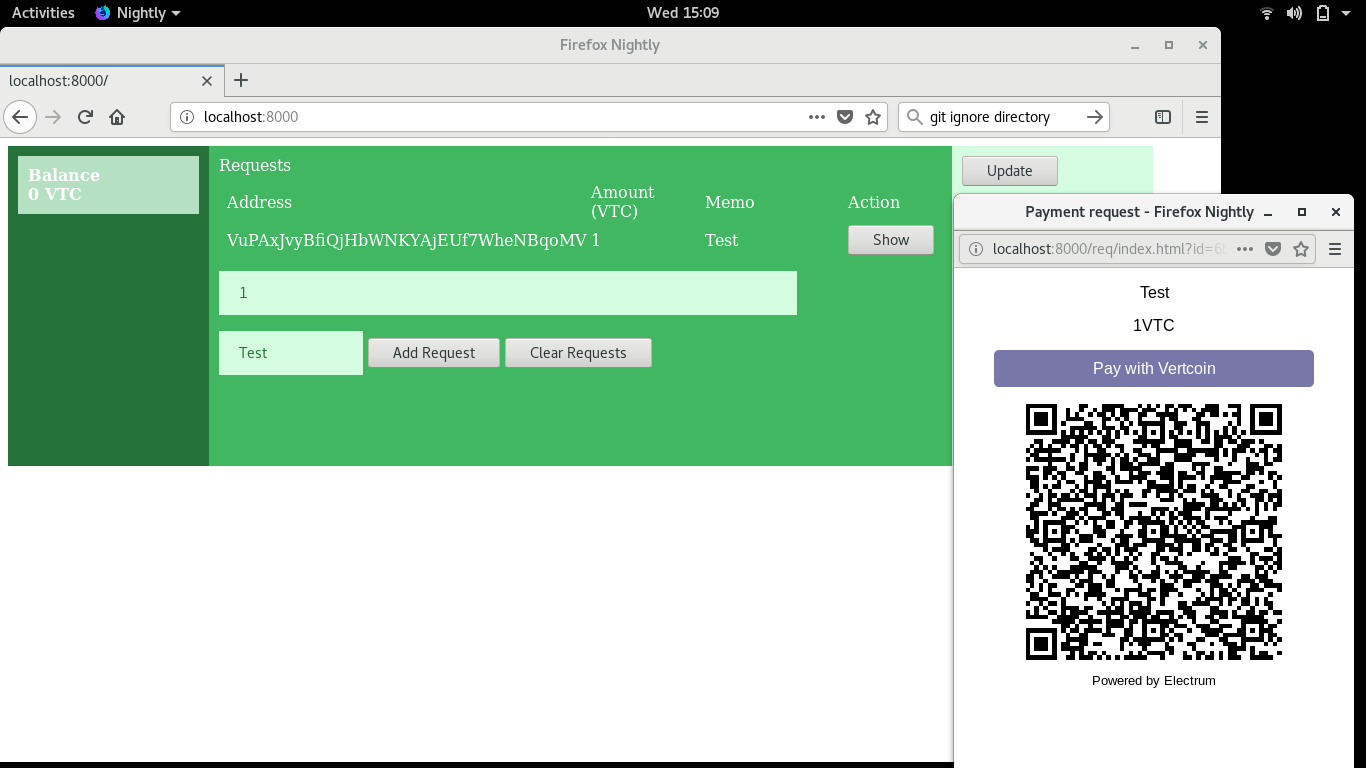 Activities Nightly Wed 15:09
Firefox Nightly
localhost:8000/
localhost:8000 git ignore directory
Balance
0 VTC
Requests
Address Amount (VTC) Memo Action
VuPAxJvyBfiQjHbWNKYAjEUf7WheNBqoMV 1 Test Show
1
Test Add Request Clear Requests
Update
Payment request - Firefox Nightly
localhost:8000/req/index.html?id=6
Test
1VTC
Pay with Vertcoin
Powered by Electrum